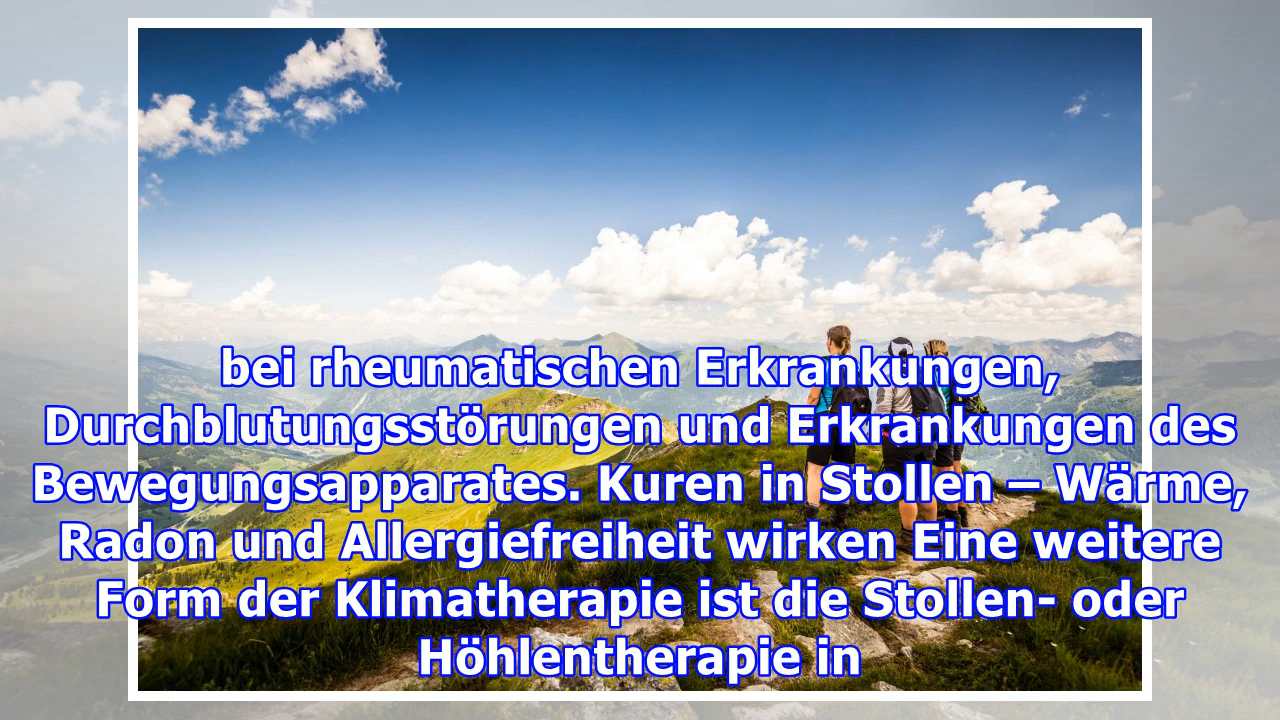 bei rheumatischen Erkrankungen,
Durchblutungsstörungen und Erkrankungen des
Bewegungsapparates. Kuren in Stollen – Wärme,
Radon und Allergiefreiheit wirken Eine weitere
Form der Klimatherapie ist die Stollen- oder
Höhlentherapie in